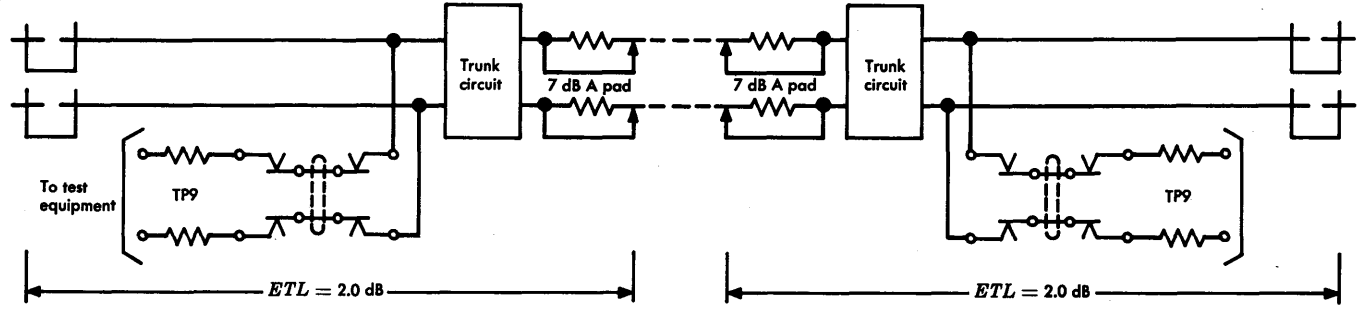 Trunk
circuit
7 dB A pad
7 dB A pad
Trunk
circuit
To test
equipment
TP9
TP9
ETL = 2.0 dB
ETL = 2.0 dB